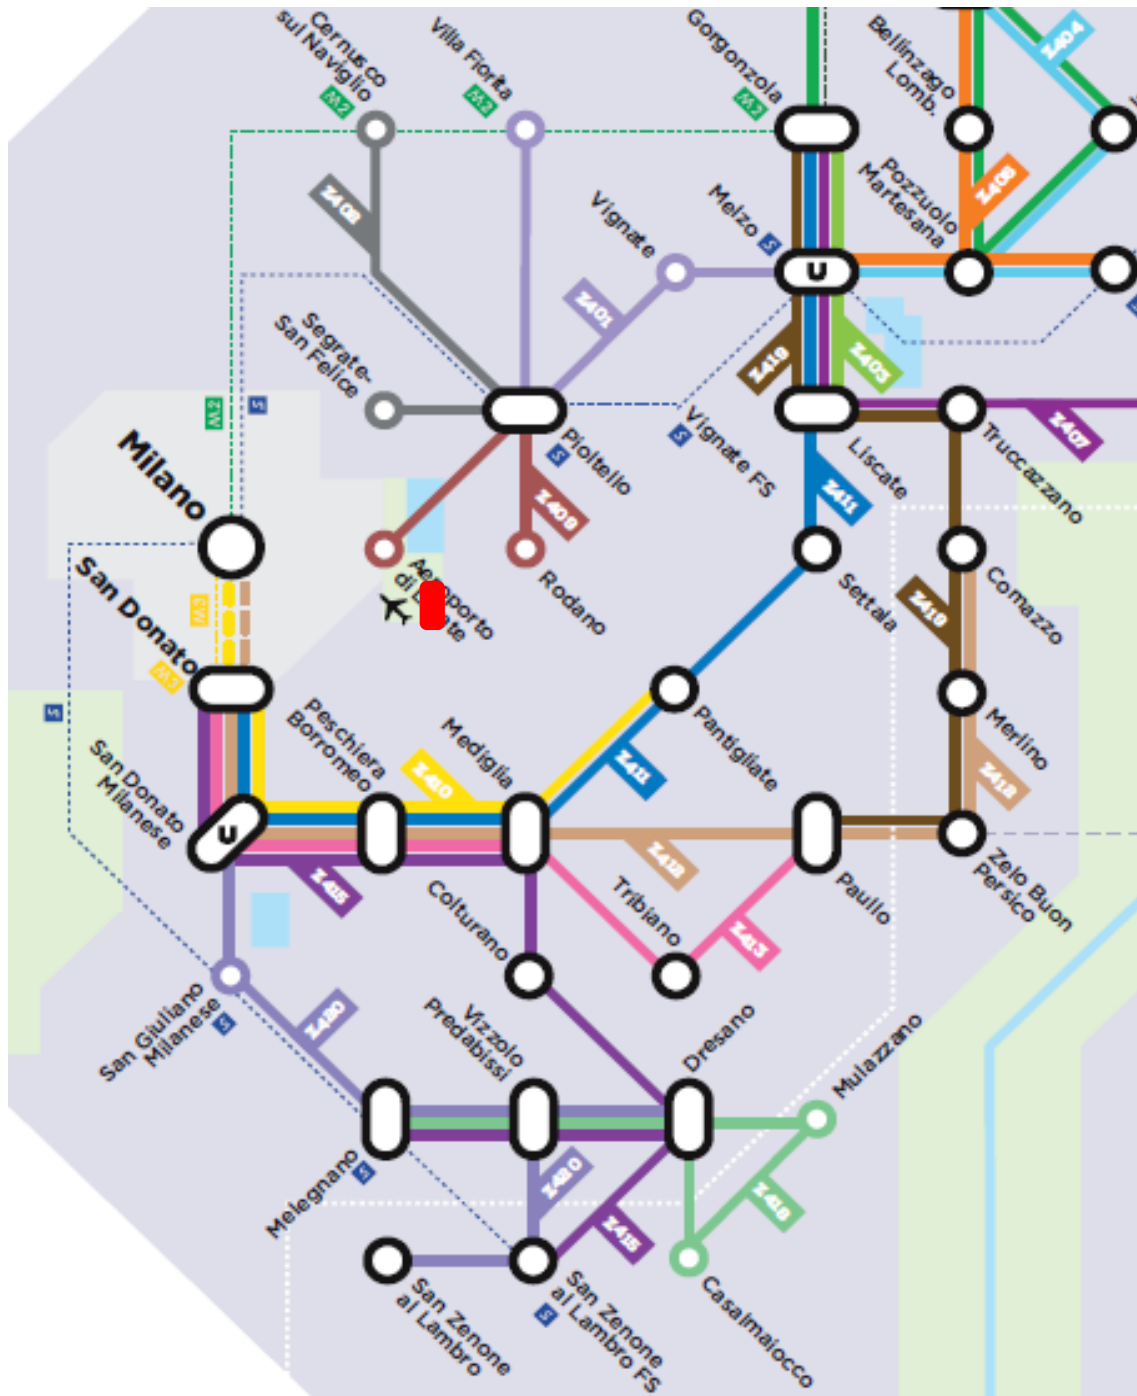 Cernusco
sul Naviglio
M2
Villa Fiorita
M2
Gorgonzola
M2
Bellinzago
Lomb.
Z404
Z408
Vignate
Melzo
S
Pozzuolo
Martesana
Z406
U
Z401
Segrate-
San Felice
Z419
Z403
M2
S
Pioltello
S
Vignate FS
S
Liscate
Truccazzano
Z407
Milano
Z409
Z411
San Donato
M3
M3
Rodano
Settala
Z419
Comazzo
S
San Donato
Milanese
Peschiera
Borromeo
Z410
Mediglia
Z411
Pantigliate
Merlino
Z412
U
Z415
Colturano
Tribiano
Z412
Z413
Paullo
Zelo Buon
Persico
San Giuliano
Milanese
S
Z420
Vizzolo
Predabissi
Dresano
Mulazzano
Melegnano
S
Z420
Z415
Z418
San Zenone
al Lambro
San Zenone
al Lambro FS
S
Casalmaiocco